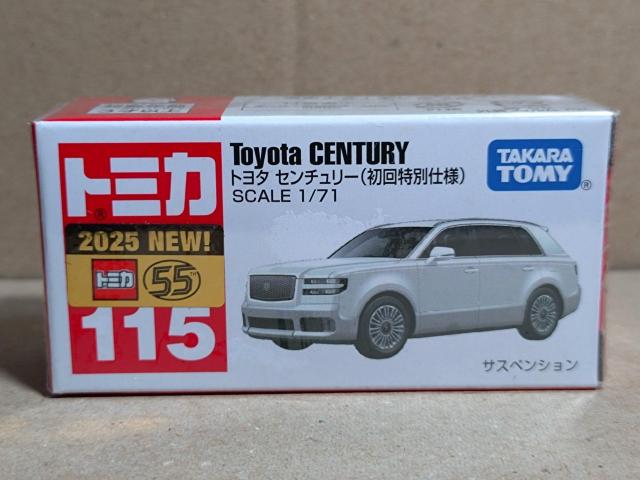 トミカ
®
2025 NEW!
トミカ
55TH
115
Toyota CENTURY
トヨタ センチュリー(初回特別仕様)
SCALE 1/71
TAKARA
TOMY
®
サスペンション